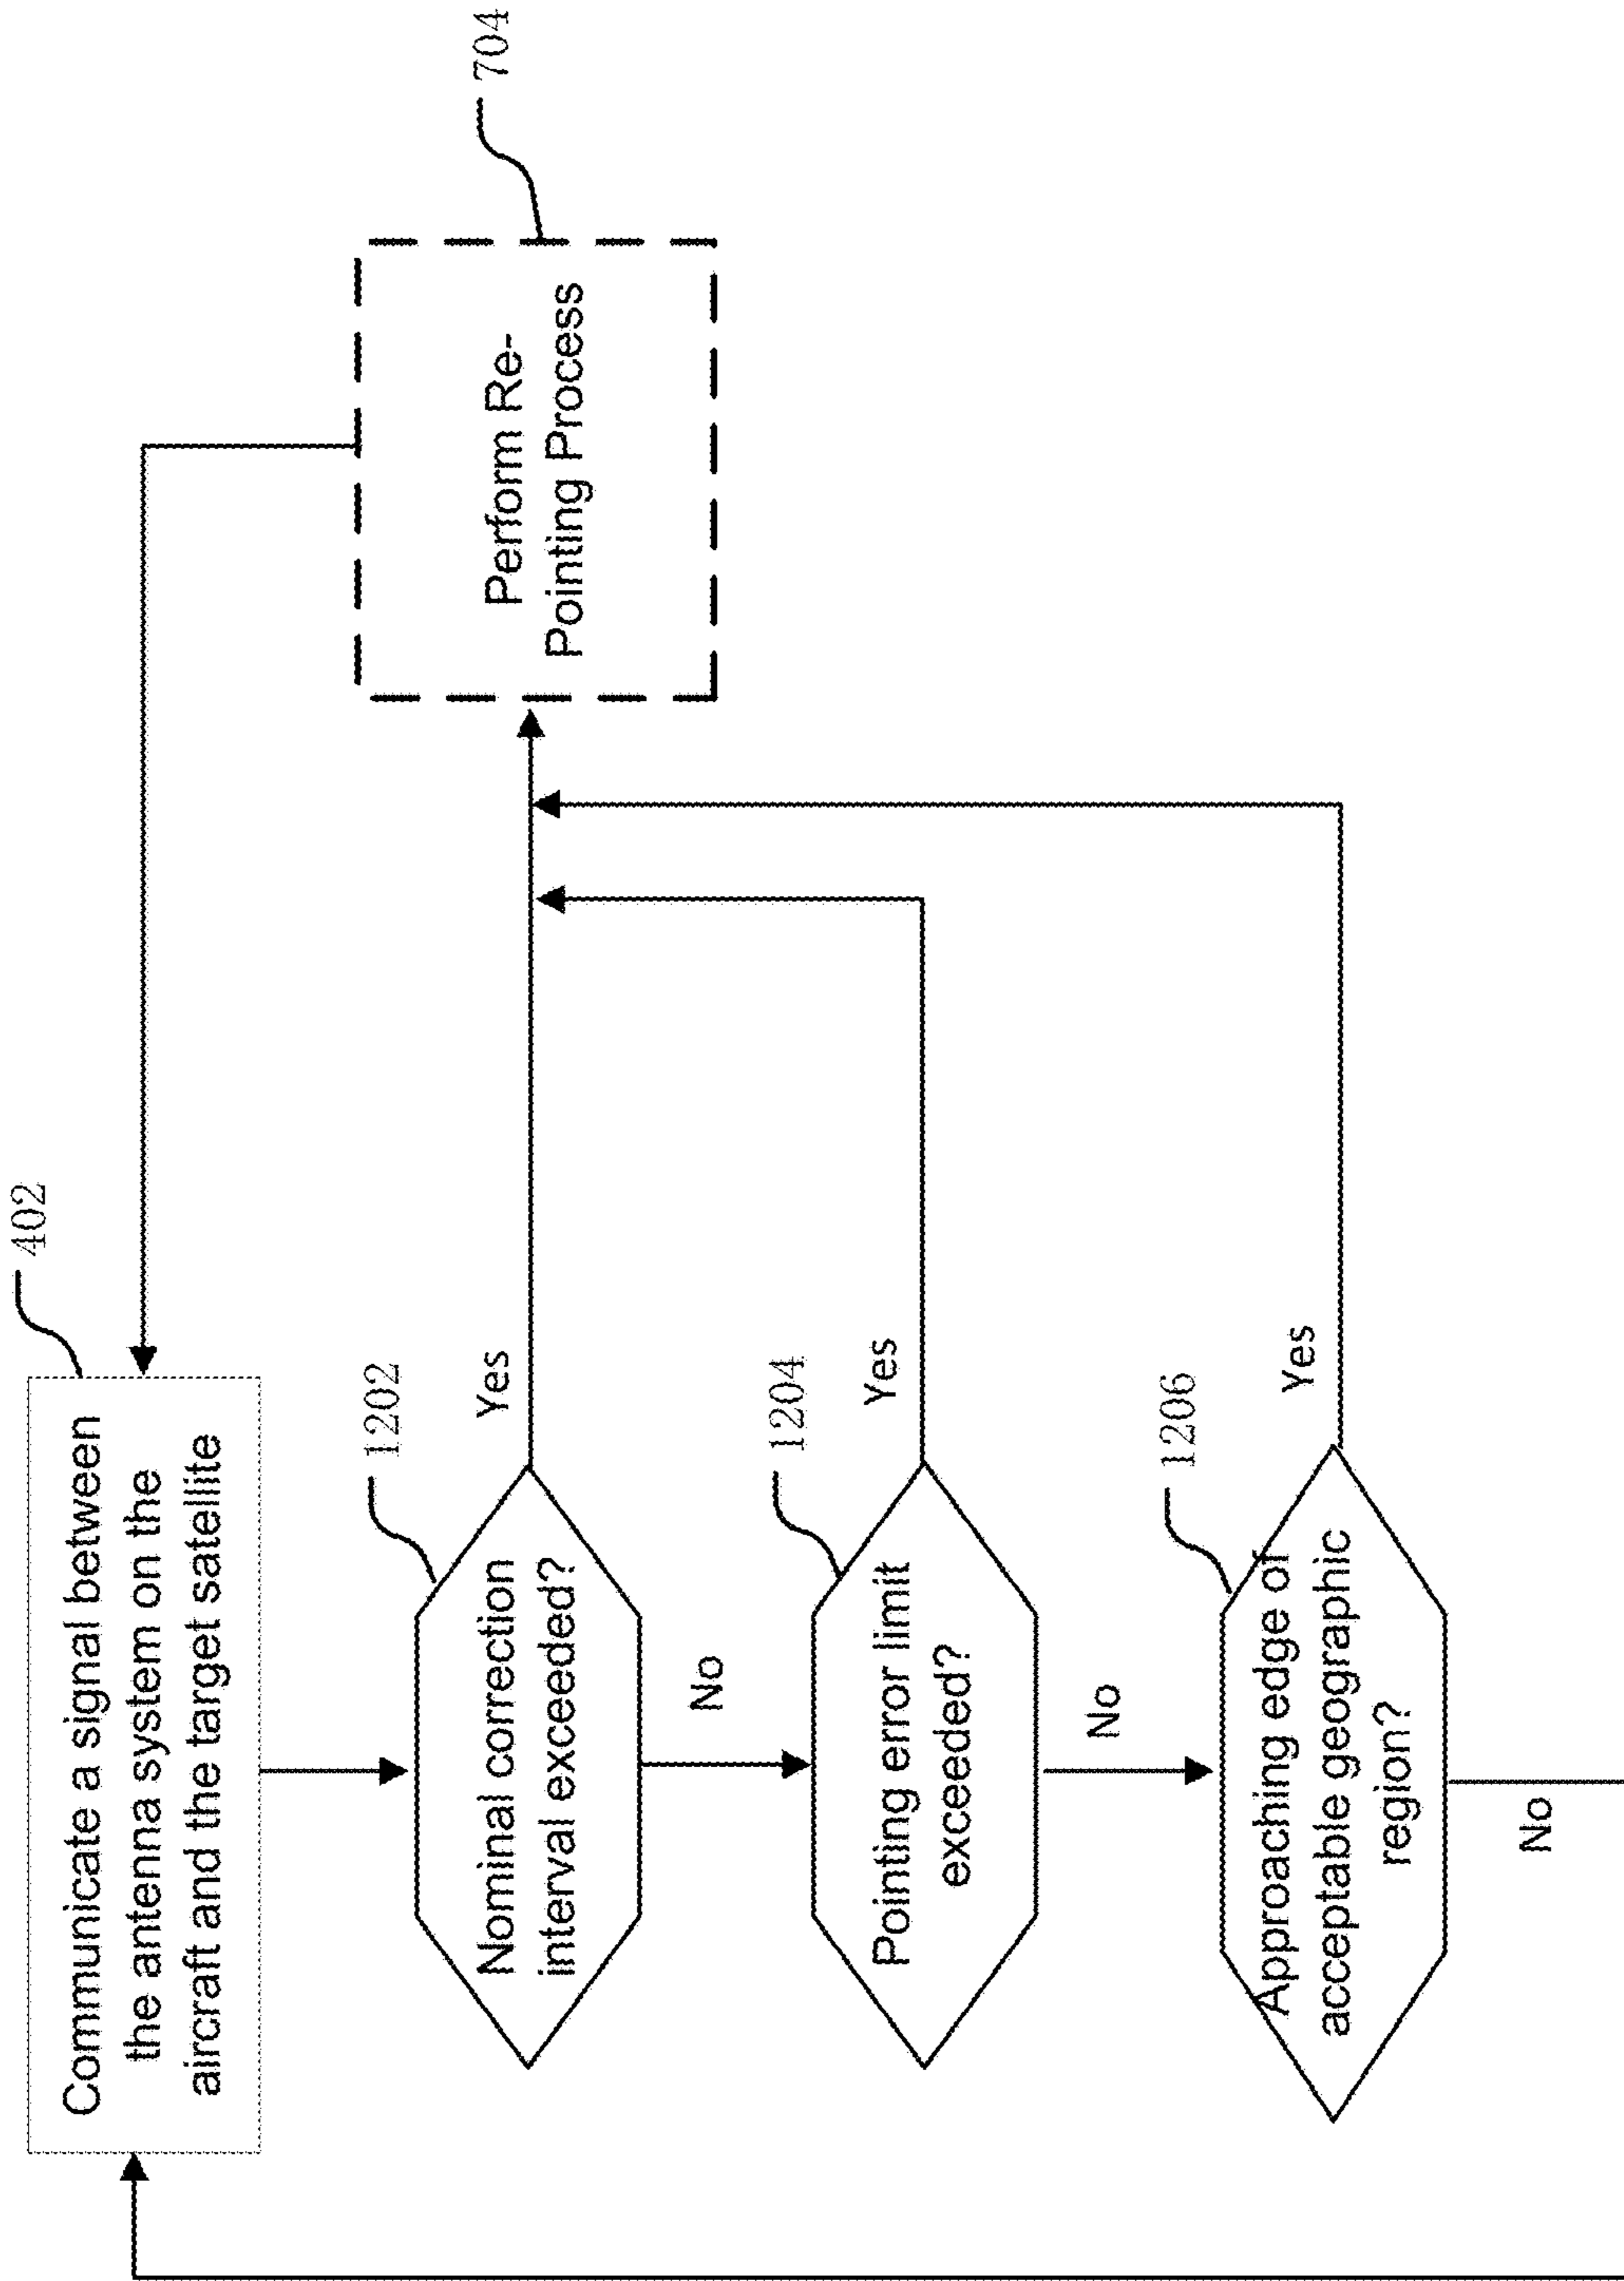 402
Communicate a signal between
the antenna system on the
aircraft and the target satellite
1202
Nominal correction
interval exceeded?
Yes
No
704
Perform Re-
Pointing Process
1204
Pointing error limit
exceeded?
Yes
No
1206
Approaching edge of
acceptable geographic
region?
Yes
No